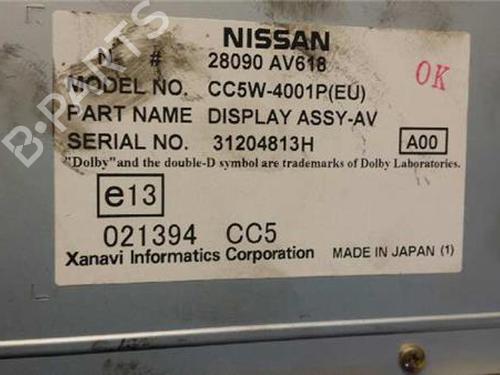 NISSAN
N # 28090 AV618
OK
MODEL NO. CC5W-4001P(EU)
PART NAME DISPLAY ASSY-AV
SERIAL NO. 31204813H A00
"Dolby" and the double-D symbol are trademarks of Dolby Laboratories.
e13
021394 CC5
Xanavi Informatics Corporation MADE IN JAPAN (1)
B-PARTS